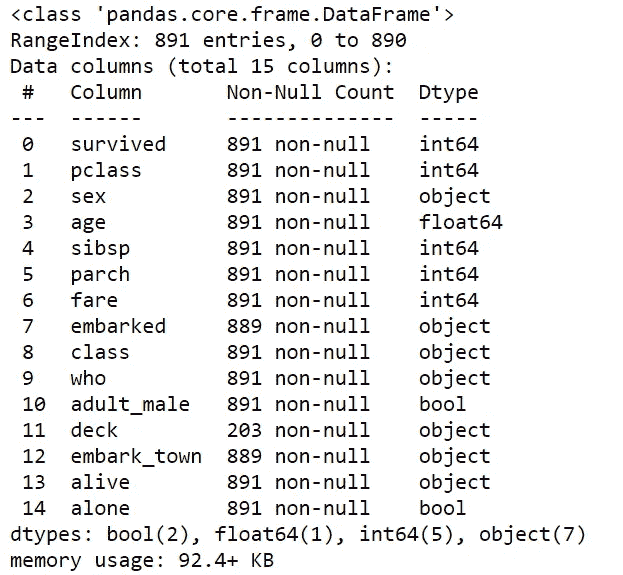 <class 'pandas.core.frame.DataFrame'>
RangeIndex: 891 entries, 0 to 890
Data columns (total 15 columns):
 #   Column       Non-Null Count  Dtype
---  ------       --------------  -----
 0   survived     891 non-null    int64
 1   pclass       891 non-null    int64
 2   sex          891 non-null    object
 3   age          891 non-null    float64
 4   sibsp        891 non-null    int64
 5   parch        891 non-null    int64
 6   fare         891 non-null    int64
 7   embarked     889 non-null    object
 8   class        891 non-null    object
 9   who          891 non-null    object
 10  adult_male   891 non-null    bool
 11  deck         203 non-null    object
 12  embark_town  889 non-null    object
 13  alive        891 non-null    object
 14  alone        891 non-null    bool
dtypes: bool(2), float64(1), int64(5), object(7)
memory usage: 92.4+ KB